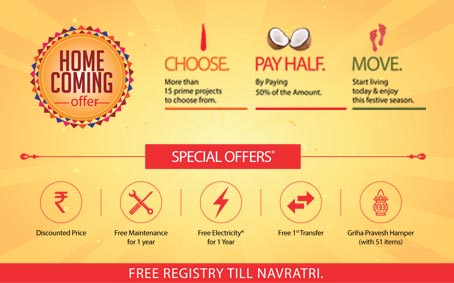 HOME
COMING
offer
CHOOSE.
More than
15 prime projects
to choose from.
PAY HALF.
By Paying
50% of the Amount.
MOVE.
Start living
today & enjoy
this festive season.
SPECIAL OFFERS*
₹
Discounted Price
Free Maintenance
for 1 year
Free Electricity*
for 1 Year
Free 1st Transfer
Griha Pravesh Hamper
(with 51 items)
FREE REGISTRY TILL NAVRATRI.